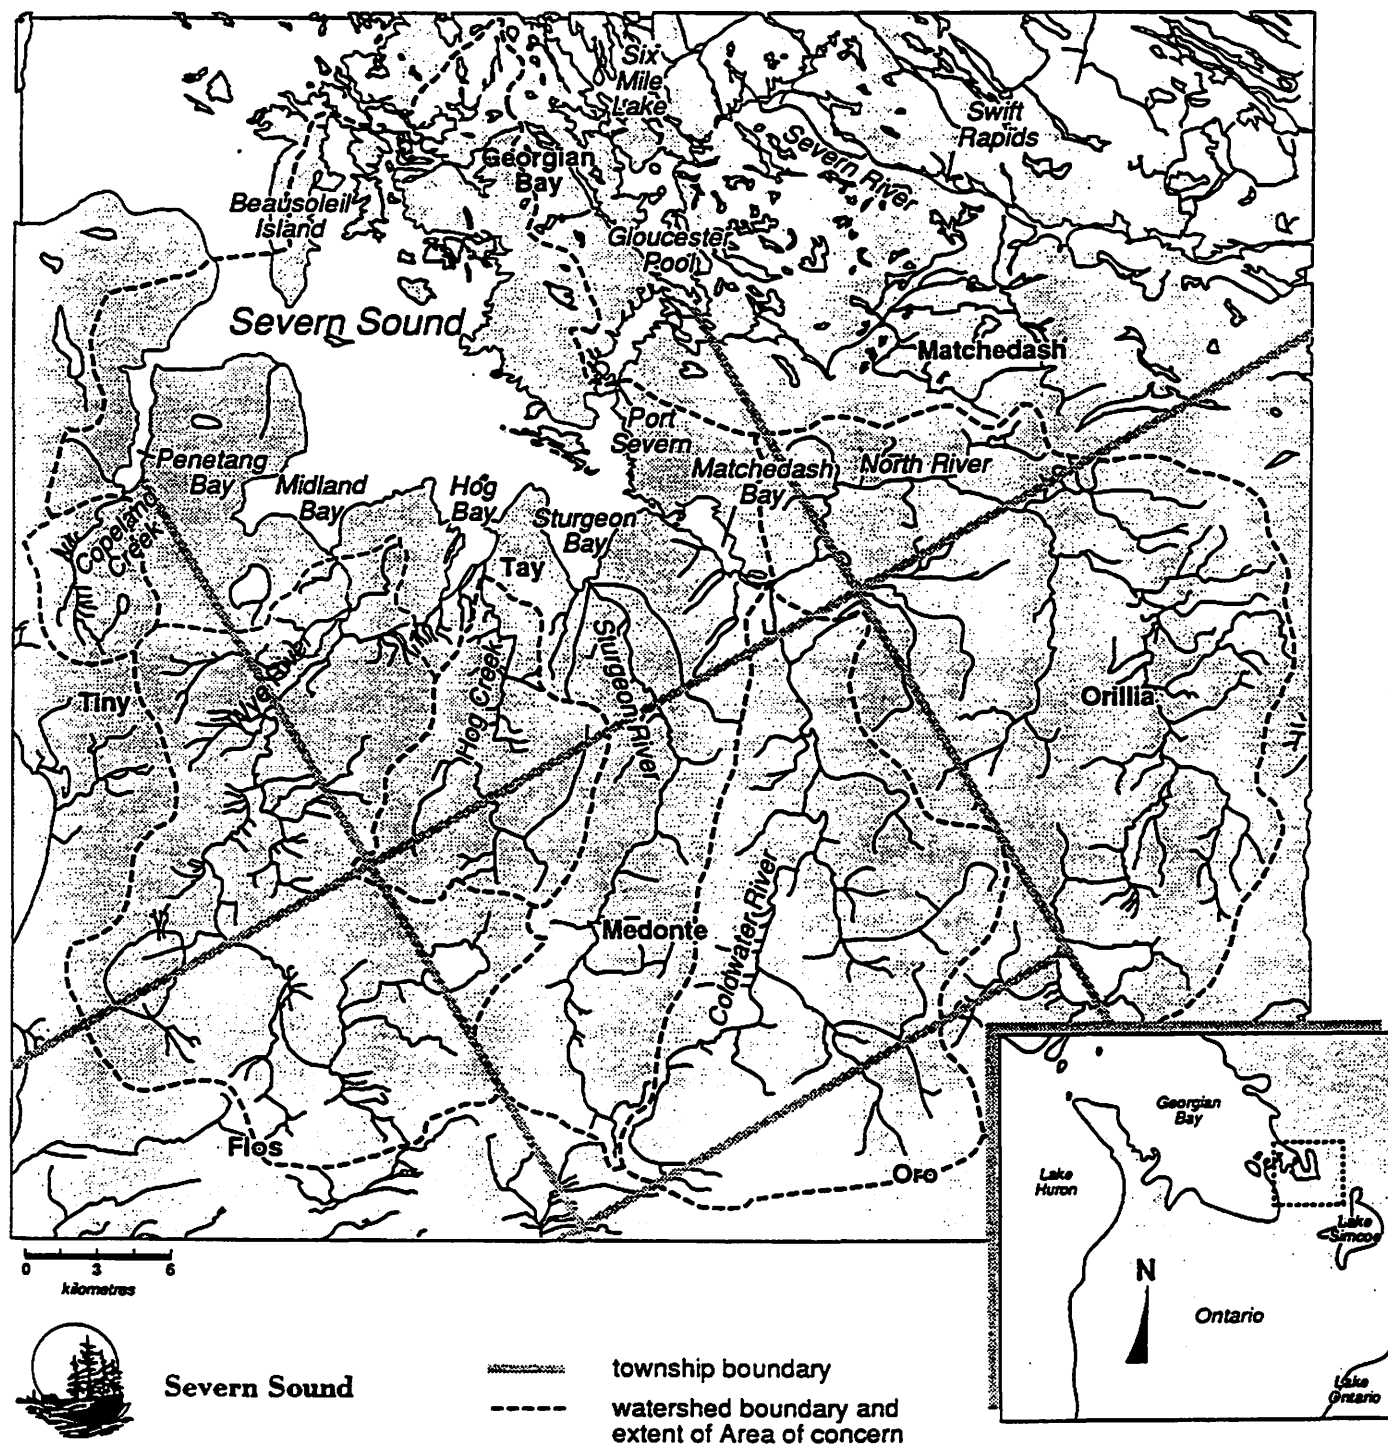 Six
Mile
Lake
Swift
Rapids
Severn River
Georgian
Bay
Beausoleil
Island
Gloucester
Pool
Severn Sound
Matchedash
Port
Severn
Penetang
Bay
Midland
Bay
Hog
Bay
Sturgeon
Bay
Matchedash
Bay
North River
Copeland
Creek
Tay
Tiny
Hog Creek
Sturgeon River
Orillia
Medonte
Coldwater River
Flos
Oro
0 3 6
kilometres
Georgian
Bay
Lake
Huron
Lake
Simcoe
N
Ontario
Lake
Ontario
Severn Sound
township boundary
watershed boundary and
extent of Area of concern